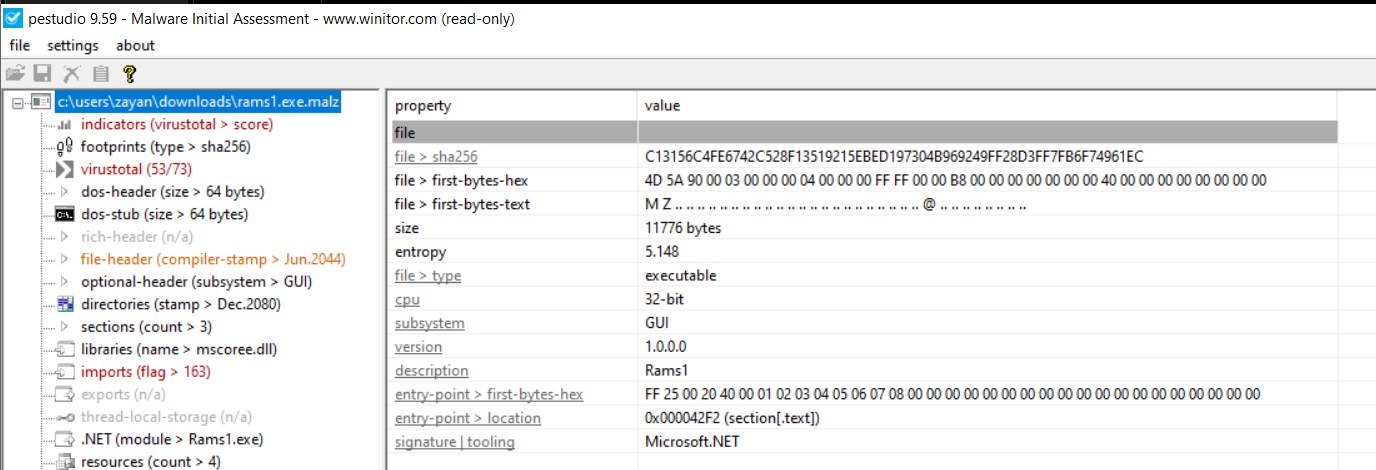 pestudio 9.59 - Malware Initial Assessment - www.winitor.com (read-only)
file settings about
c:\users\zayan\downloads\rams1.exe.malz
indicators (virustotal > score)
footprints (type > sha256)
virustotal (53/73)
dos-header (size > 64 bytes)
dos-stub (size > 64 bytes)
rich-header (n/a)
file-header (compiler-stamp > Jun.2044)
optional-header (subsystem > GUI)
directories (stamp > Dec.2080)
sections (count > 3)
libraries (name > mscoree.dll)
imports (flag > 163)
exports (n/a)
thread-local-storage (n/a)
.NET (module > Rams1.exe)
resources (count > 4)
property value
file
file > sha256 C13156C4FE6742C528F13519215EBED197304B969249FF28D3FF7FB6F74961EC
file > first-bytes-hex 4D 5A 90 00 03 00 00 00 04 00 00 00 FF FF 00 00 B8 00 00 00 00 00 00 00 40 00 00 00 00 00 00 00
file > first-bytes-text M Z .. .. .. .. .. .. .. .. .. .. .. .. .. .. .. .. .. .. .. .. .. .. @ .. .. .. .. .. .. ..
size 11776 bytes
entropy 5.148
file > type executable
cpu 32-bit
subsystem GUI
version 1.0.0.0
description Rams1
entry-point > first-bytes-hex FF 25 00 20 40 00 01 02 03 04 05 06 07 08 00 00 00 00 00 00 00 00 00 00 00 00 00 00 00 00 00 00
entry-point > location 0x000042F2 (section[.text])
signature | tooling Microsoft.NET